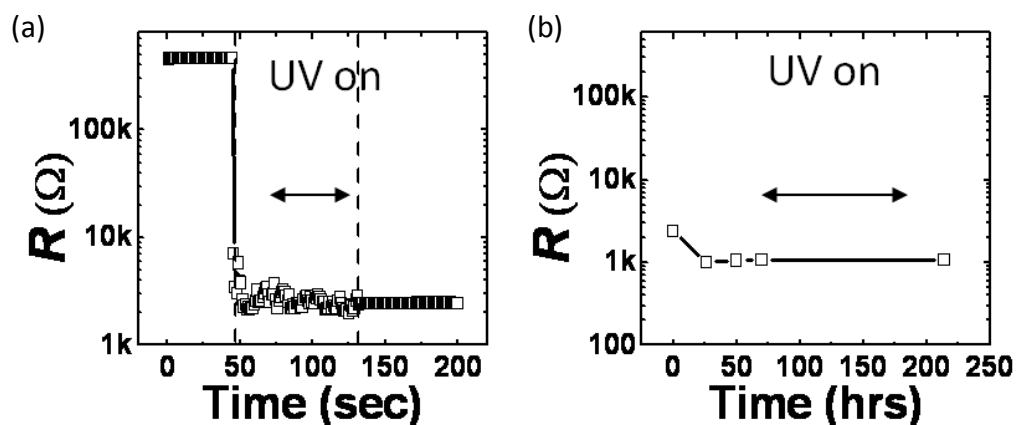 (a)
UV on
100k
10k
1k
R (Ω)
0 50 100 150 200
Time (sec)
(b)
UV on
100k
10k
1k
100
R (Ω)
0 50 100 150 200 250
Time (hrs)